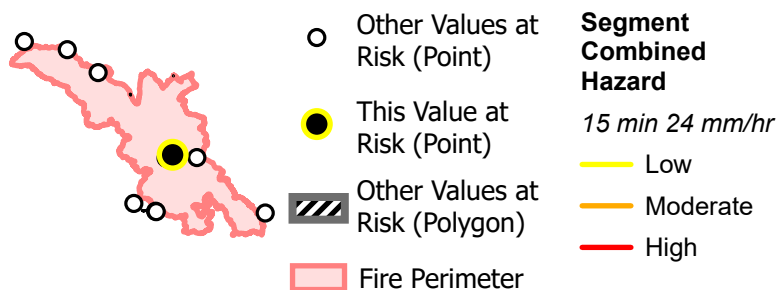 Other Values at
Risk (Point)
This Value at
Risk (Point)
Other Values at
Risk (Polygon)
Fire Perimeter
Segment
Combined
Hazard
15 min 24 mm/hr
Low
Moderate
High